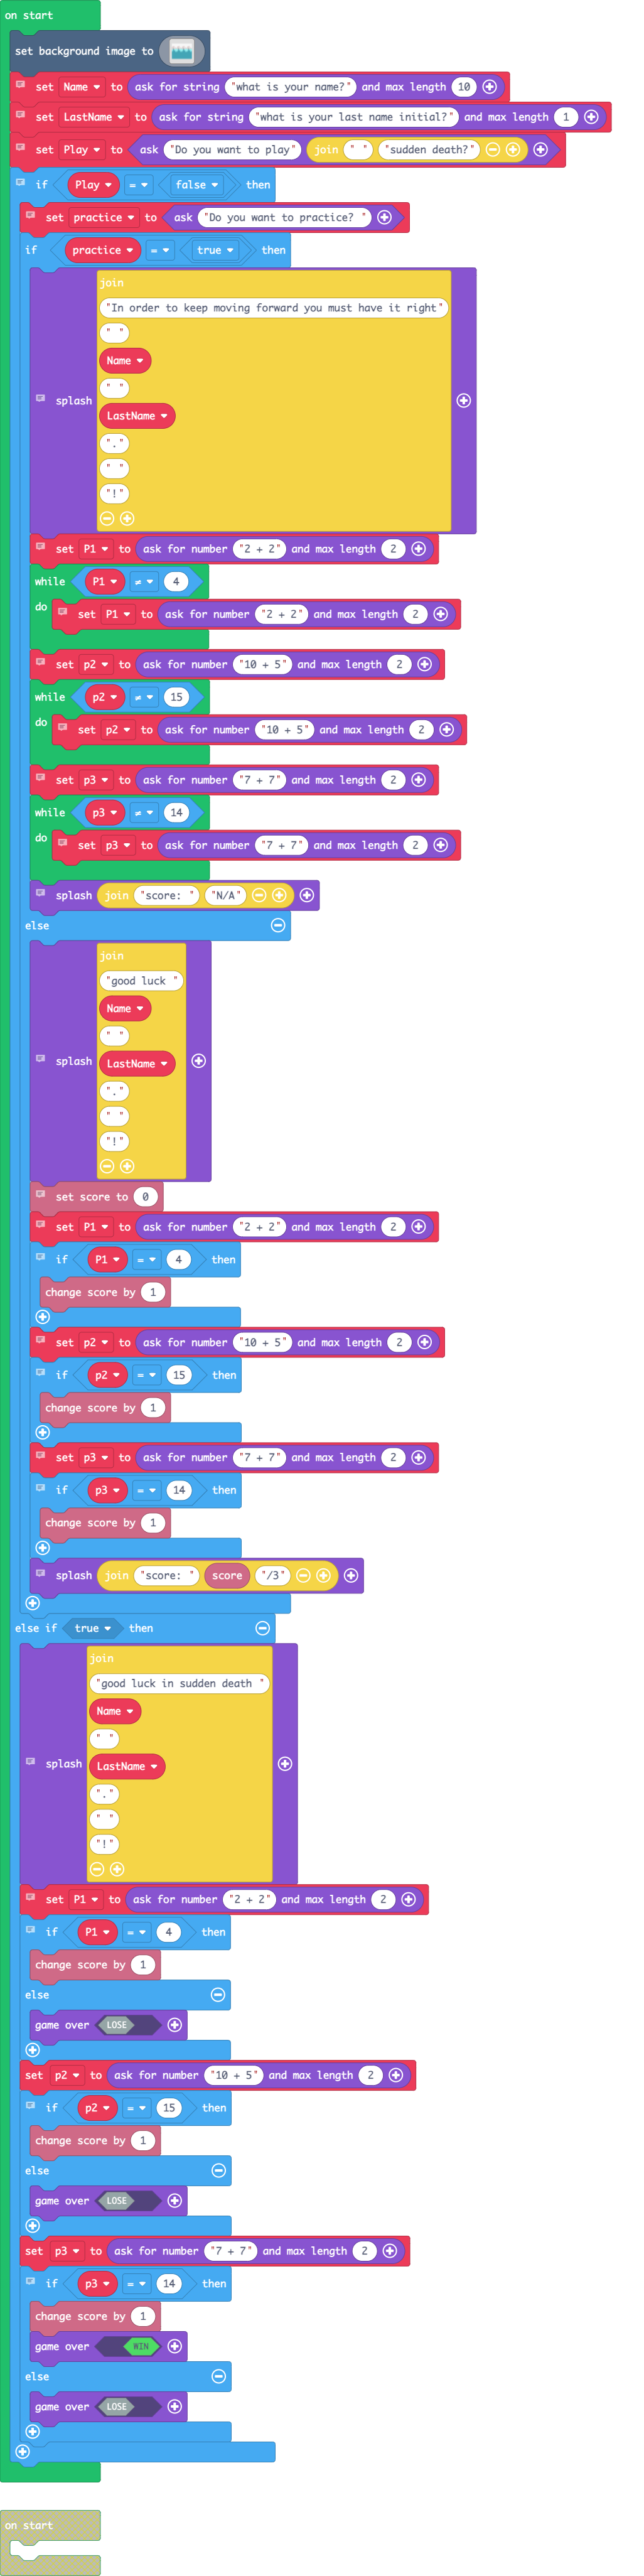 on start
set background image to
set Name to ask for string "what is your name?" and max length 10
set LastName to ask for string "what is your last name initial?" and max length 1
set Play to ask "Do you want to play" join " " "sudden death?"
if Play = false then
set practice to ask "Do you want to practice? "
if practice = true then
join
"In order to keep moving forward you must have it right"
" "
Name
" "
splash LastName
"."
" "
"!"
set P1 to ask for number "2 + 2" and max length 2
while P1 ≠ 4
do set P1 to ask for number "2 + 2" and max length 2
set p2 to ask for number "10 + 5" and max length 2
while p2 ≠ 15
do set p2 to ask for number "10 + 5" and max length 2
set p3 to ask for number "7 + 7" and max length 2
while p3 ≠ 14
do set p3 to ask for number "7 + 7" and max length 2
splash join "score: " "N/A"
else
join
"good luck "
Name
" "
splash LastName
"."
" "
"!"
set score to 0
set P1 to ask for number "2 + 2" and max length 2
if P1 = 4 then
change score by 1
set p2 to ask for number "10 + 5" and max length 2
if p2 = 15 then
change score by 1
set p3 to ask for number "7 + 7" and max length 2
if p3 = 14 then
change score by 1
splash join "score: " score "/3"
else if true then
join
"good luck in sudden death "
Name
" "
splash LastName
"."
" "
"!"
set P1 to ask for number "2 + 2" and max length 2
if P1 = 4 then
change score by 1
else
game over LOSE
set p2 to ask for number "10 + 5" and max length 2
if p2 = 15 then
change score by 1
else
game over LOSE
set p3 to ask for number "7 + 7" and max length 2
if p3 = 14 then
change score by 1
game over WIN
else
game over LOSE
on start